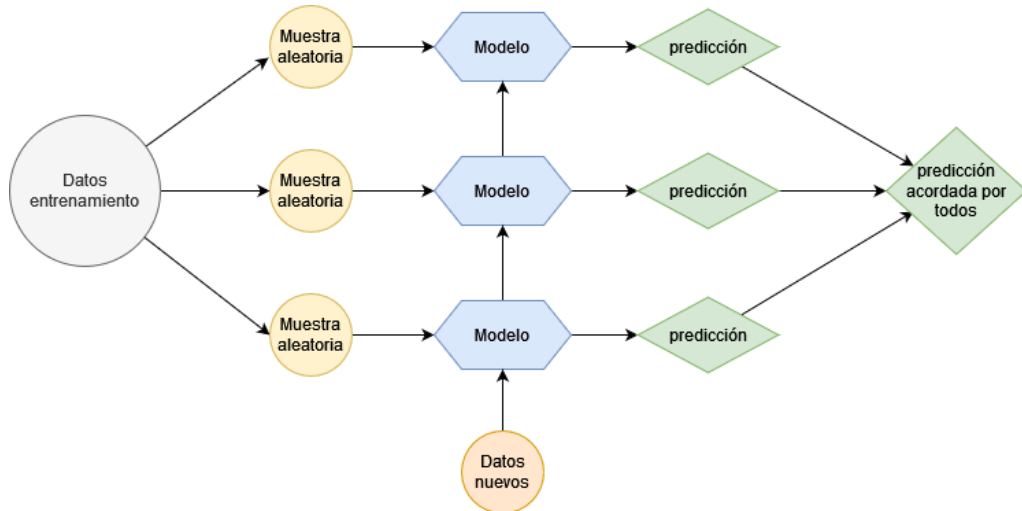 Muestra
aleatoria
Modelo
predicción
Datos
entrenamiento
Muestra
aleatoria
Modelo
predicción
predicción
acordada por
todos
Muestra
aleatoria
Modelo
predicción
Datos
nuevos